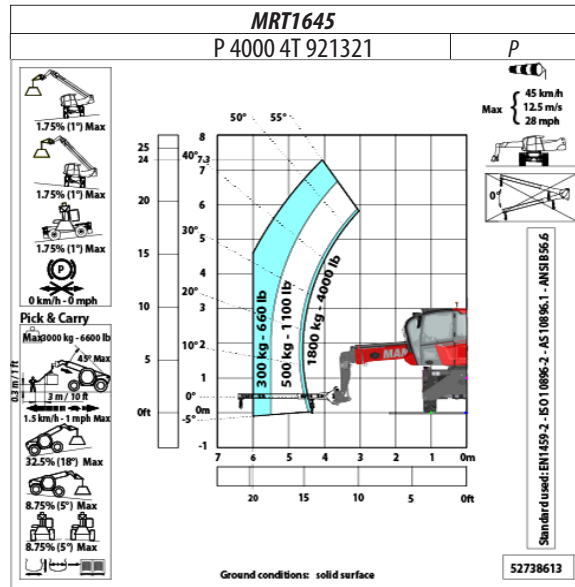 MRT1645
P 4000 4T 921321
P
1.75% (1°) Max
1.75% (1°) Max
1.75% (1°) Max
P
0 km/h - 0 mph
Pick & Carry
Max 3000 kg - 6600 lb
45° Max
0.3 m / 1 ft
3 m / 10 ft
1.5 km/h - 1 mph Max
32.5% (18°) Max
8.75% (5°) Max
8.75% (5°) Max
50°
55°
40°
30°
20°
10°
0°
-5°
25
24
20
15
10
5
0ft
8
7.3
7
6
5
4
3
2
1
0m
-1
300 kg - 660 lb
500 kg - 1100 lb
1800 kg - 4000 lb
MAN
7 6 5 4 3 2 1 0m
20 15 10 5 0ft
Max
45 km/h
12.5 m/s
28 mph
0°
Standard used: EN1459-2 - ISO10896-2 - AS10896.1 - ANSIB56.6
Ground conditions: solid surface
52738613